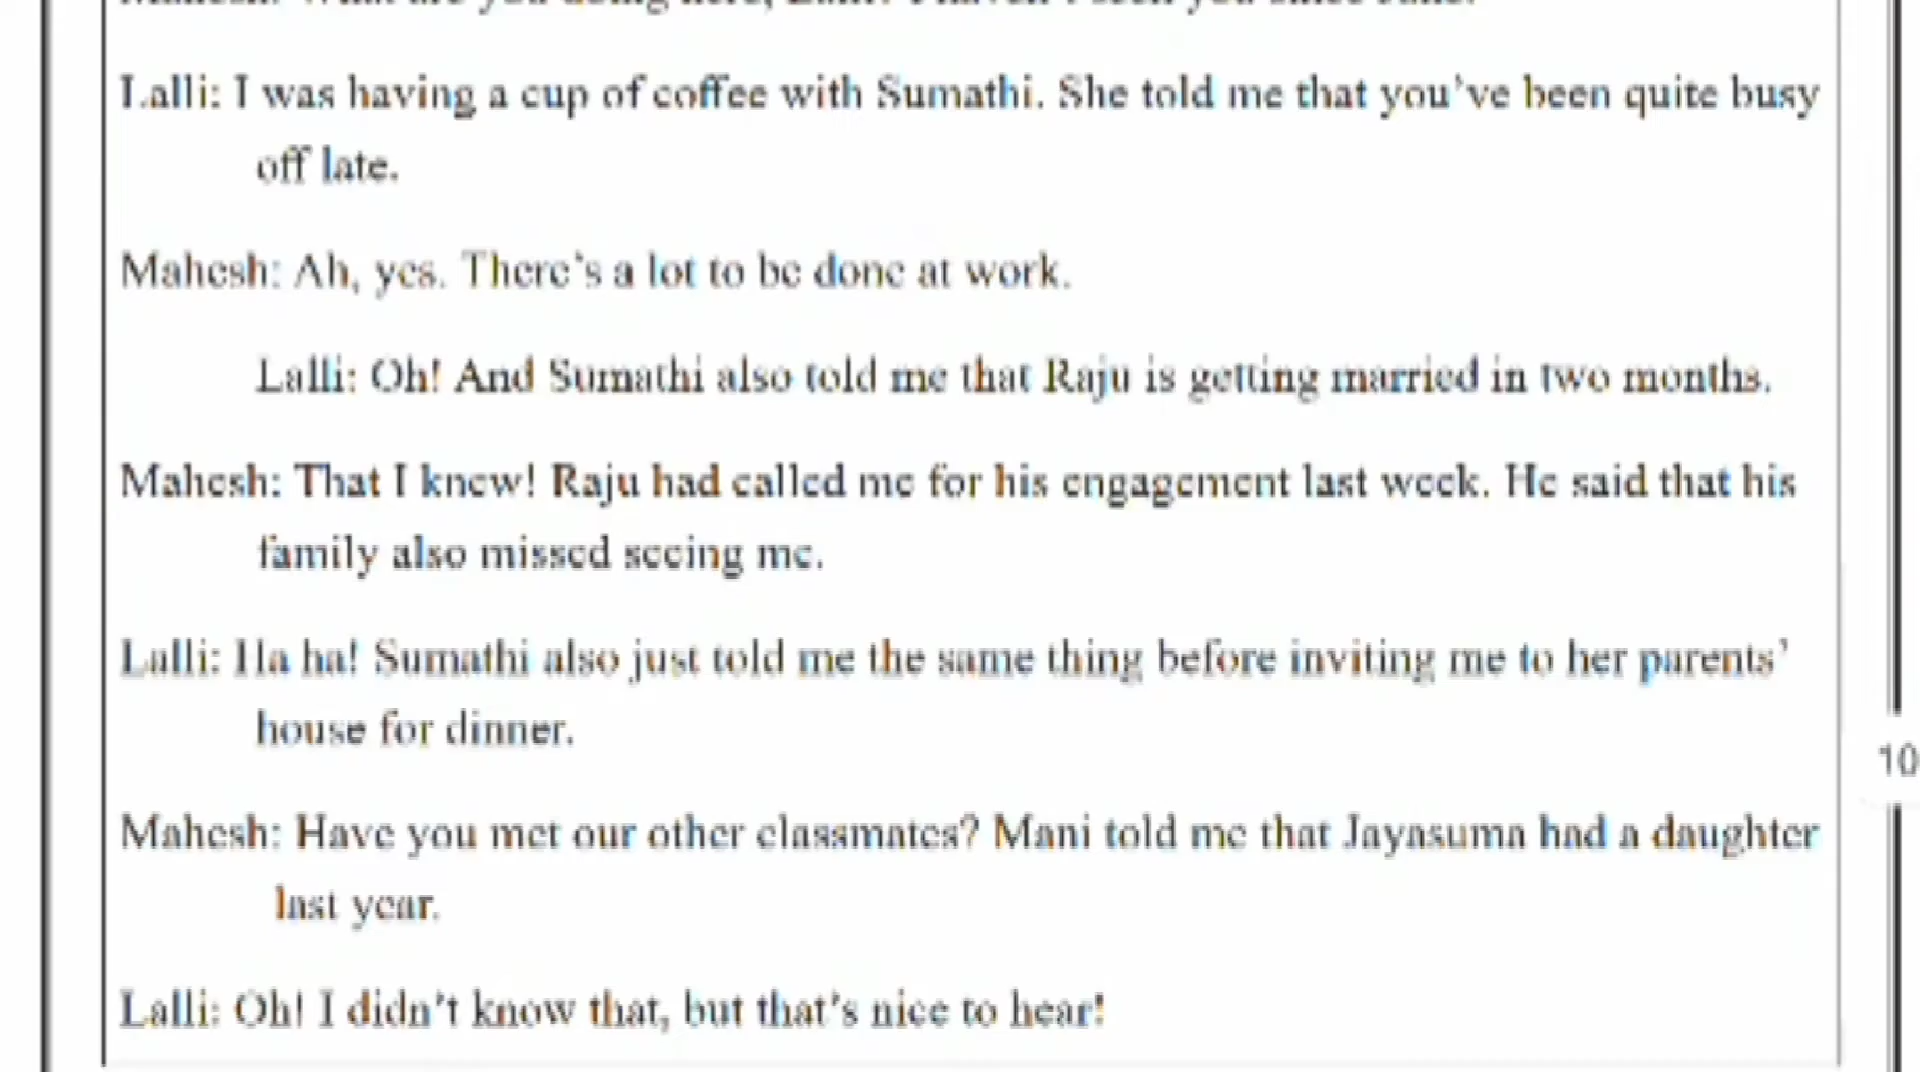 Lalli: I was having a cup of coffee with Sumathi. She told me that you've been quite busy
off late.
Mahesh: Ah, yes. There's a lot to be done at work.
Lalli: Oh! And Sumathi also told me that Raju is getting married in two months.
Mahesh: That I knew! Raju had called me for his engagement last week. He said that his
family also missed seeing me.
Lalli: Ha ha! Sumathi also just told me the same thing before inviting me to her parents'
house for dinner.
10
Mahesh: Have you met our other classmates? Mani told me that Jayasuma had a daughter
last year.
Lalli: Oh! I didn't know that, but that's nice to hear!